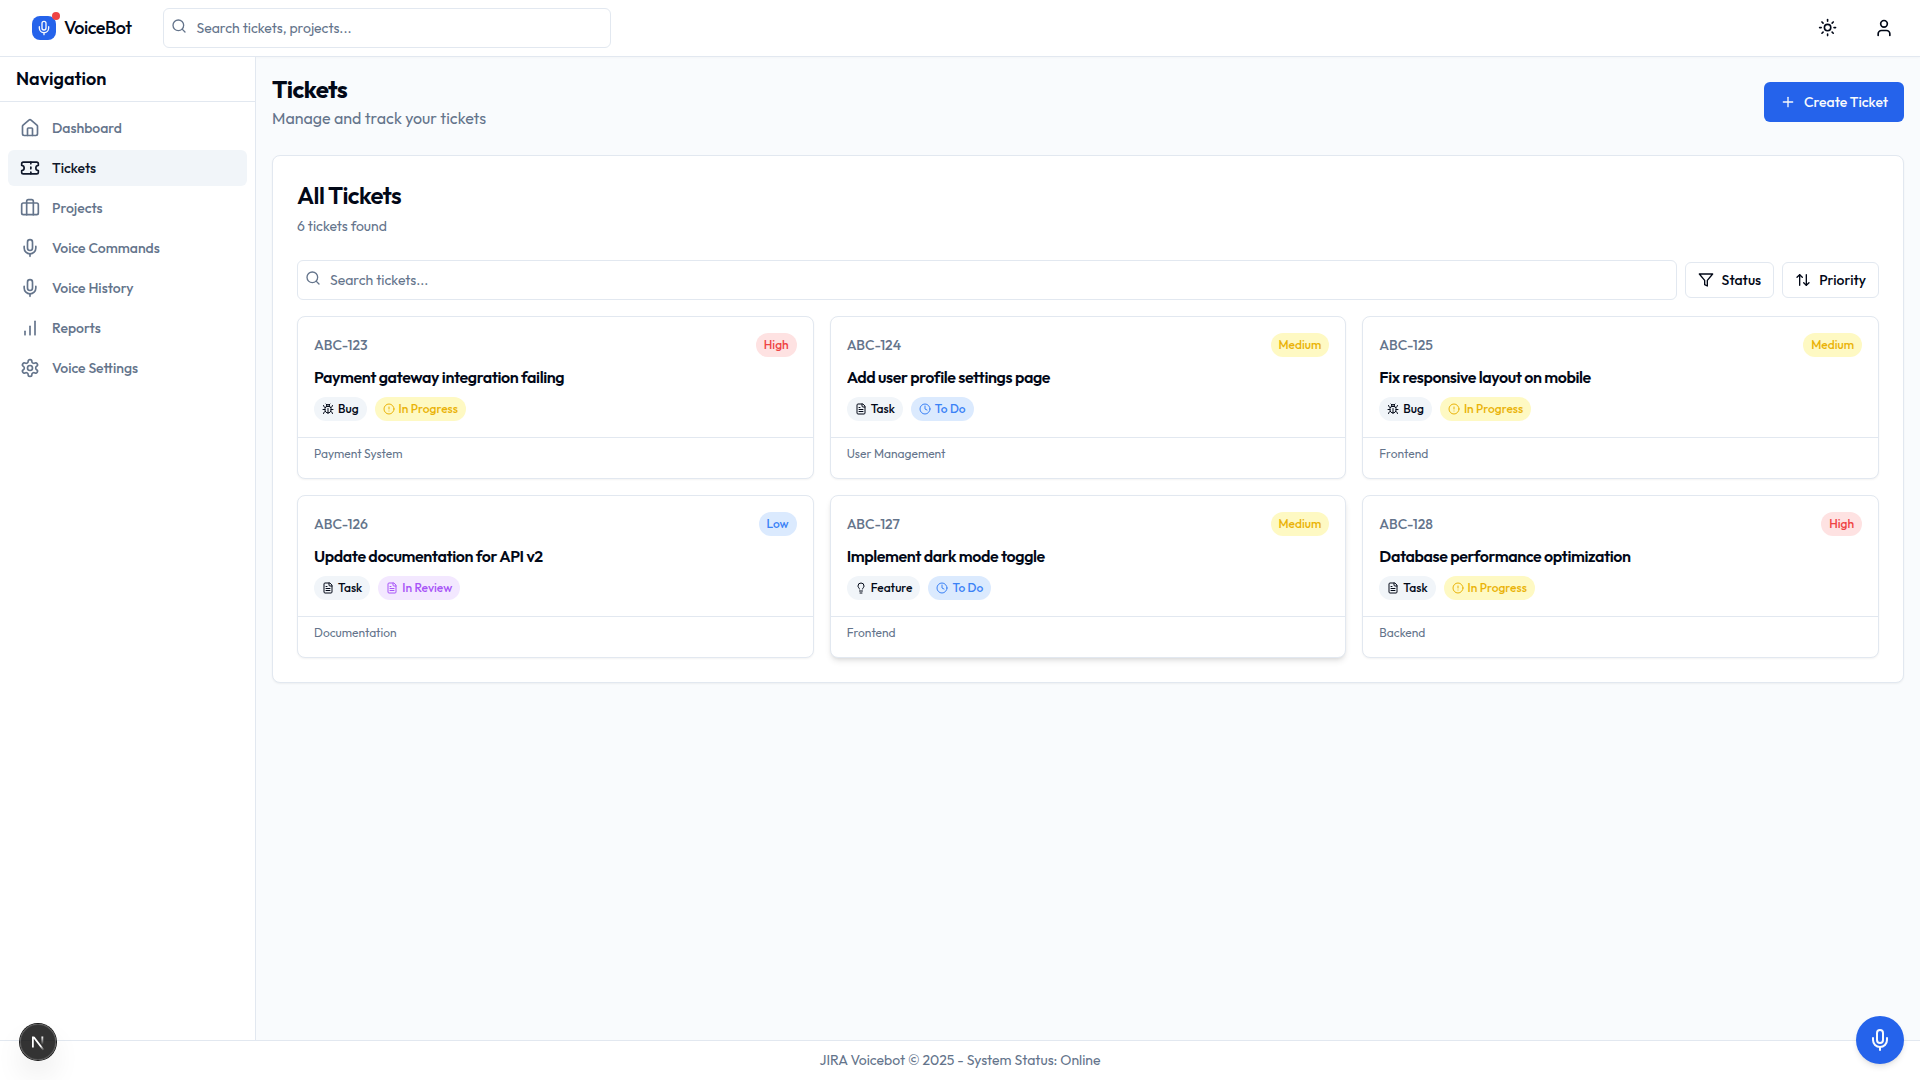 VoiceBot
Search tickets, projects...
Navigation
Dashboard
Tickets
Projects
Voice Commands
Voice History
Reports
Voice Settings
Tickets
Manage and track your tickets
Create Ticket
All Tickets
6 tickets found
Search tickets...
Status
Priority
ABC-123
High
Payment gateway integration failing
Bug
In Progress
Payment System
ABC-124
Medium
Add user profile settings page
Task
To Do
User Management
ABC-125
Medium
Fix responsive layout on mobile
Bug
In Progress
Frontend
ABC-126
Low
Update documentation for API v2
Task
In Review
Documentation
ABC-127
Medium
Implement dark mode toggle
Feature
To Do
Frontend
ABC-128
High
Database performance optimization
Task
In Progress
Backend
N
JIRA Voicebot © 2025 - System Status: Online